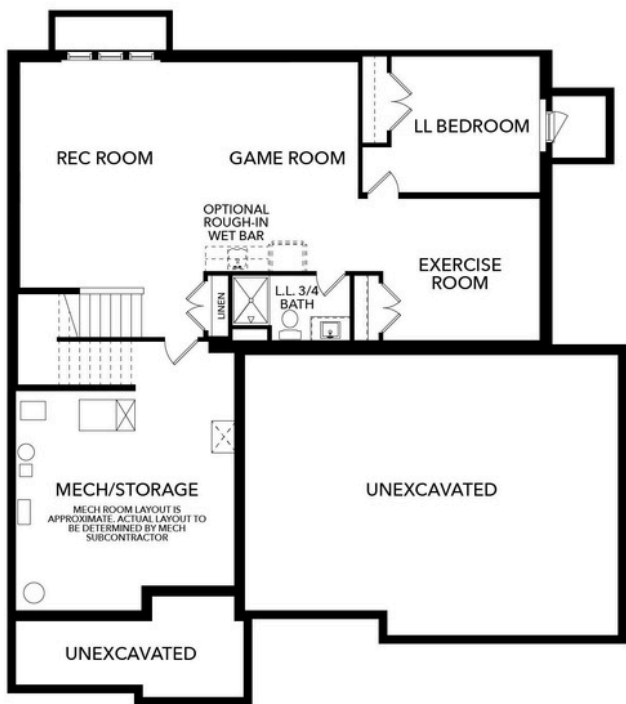 LL BEDROOM
REC ROOM
GAME ROOM
OPTIONAL
ROUGH-IN
WET BAR
EXERCISE
ROOM
L.L. 3/4
BATH
LINEN
UNEXCAVATED
MECH/STORAGE
MECH ROOM LAYOUT IS
APPROXIMATE. ACTUAL LAYOUT TO
BE DETERMINED BY MECH
SUBCONTRACTOR
UNEXCAVATED